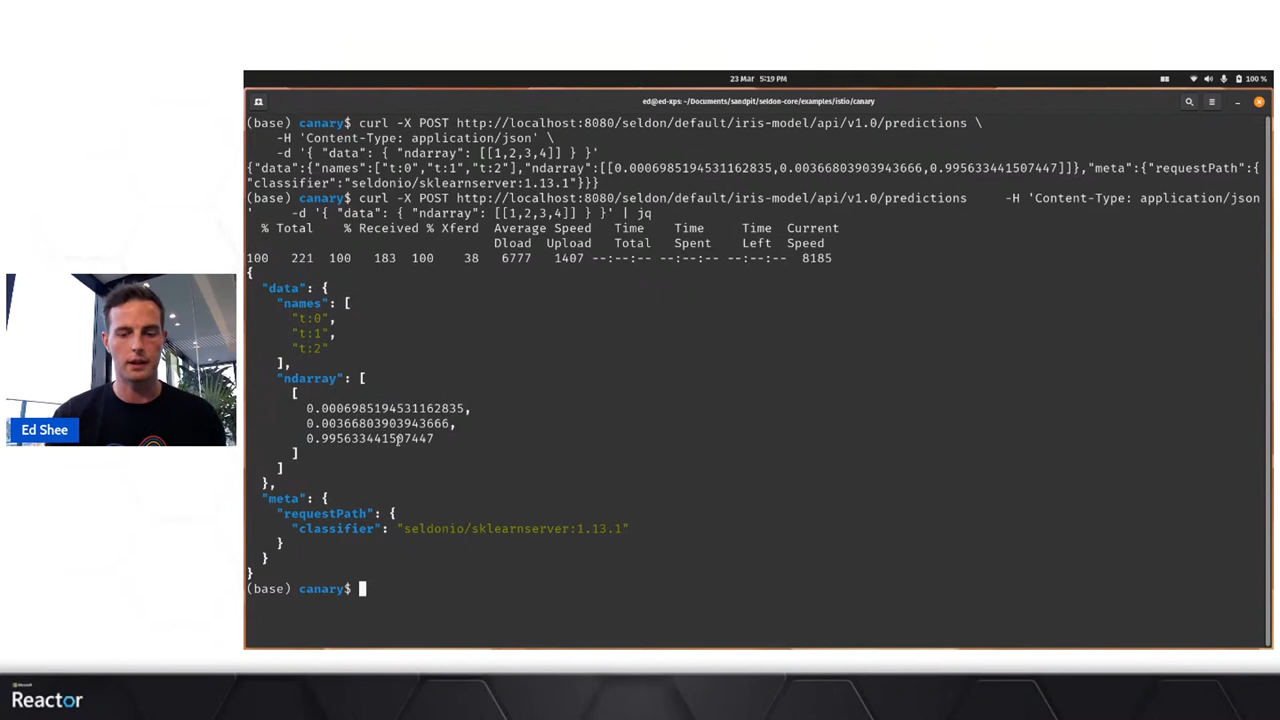 23 Mar 5:19 PM
100 %
ed@ed-xps: ~/Documents/sandpit/seldon-core/examples/istio/canary
(base) canary$ curl -X POST http://localhost:8080/seldon/default/iris-model/api/v1.0/predictions \
-H 'Content-Type: application/json' \
-d '{ "data": { "ndarray": [[1,2,3,4]] } }'
{"data":{"names":["t:0","t:1","t:2"],"ndarray":[[0.0006985194531162835,0.00366803903943666,0.995633441507447]]},"meta":{"requestPath":{
"classifier":"seldonio/sklearnserver:1.13.1"}}}
(base) canary$ curl -X POST http://localhost:8080/seldon/default/iris-model/api/v1.0/predictions -H 'Content-Type: application/json
' -d '{ "data": { "ndarray": [[1,2,3,4]] } }' | jq
% Total % Received % Xferd Average Speed Time Time Time Current
Dload Upload Total Spent Left Speed
100 221 100 183 100 38 6777 1407 --:--:-- --:--:-- --:--:-- 8185
{
"data": {
"names": [
"t:0",
"t:1",
"t:2"
],
"ndarray": [
[
0.0006985194531162835,
0.00366803903943666,
0.995633441507447
]
]
},
"meta": {
"requestPath": {
"classifier": "seldonio/sklearnserver:1.13.1"
}
}
}
(base) canary$
Ed Shee
Microsoft
Reactor